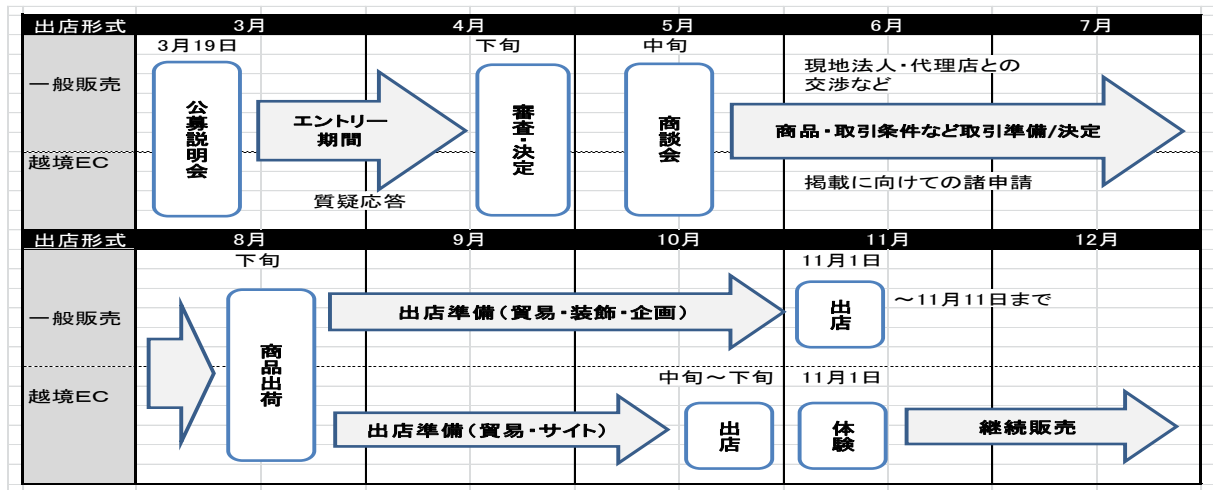 出店形式 3月 4月 5月 6月 7月
3月19日 下旬 中旬
一般販売
越境EC
公募説明会
エントリー
期間
質疑応答
審査・決定
商談会
現地法人・代理店との
交渉など
商品・取引条件など取引準備/決定
掲載に向けての諸申請
出店形式 8月 9月 10月 11月 12月
下旬 11月1日
一般販売
商品出荷
出店準備（貿易・装飾・企画）
出店
～11月11日まで
中旬～下旬 11月1日
越境EC
出店準備（貿易・サイト）
出店
体験
継続販売